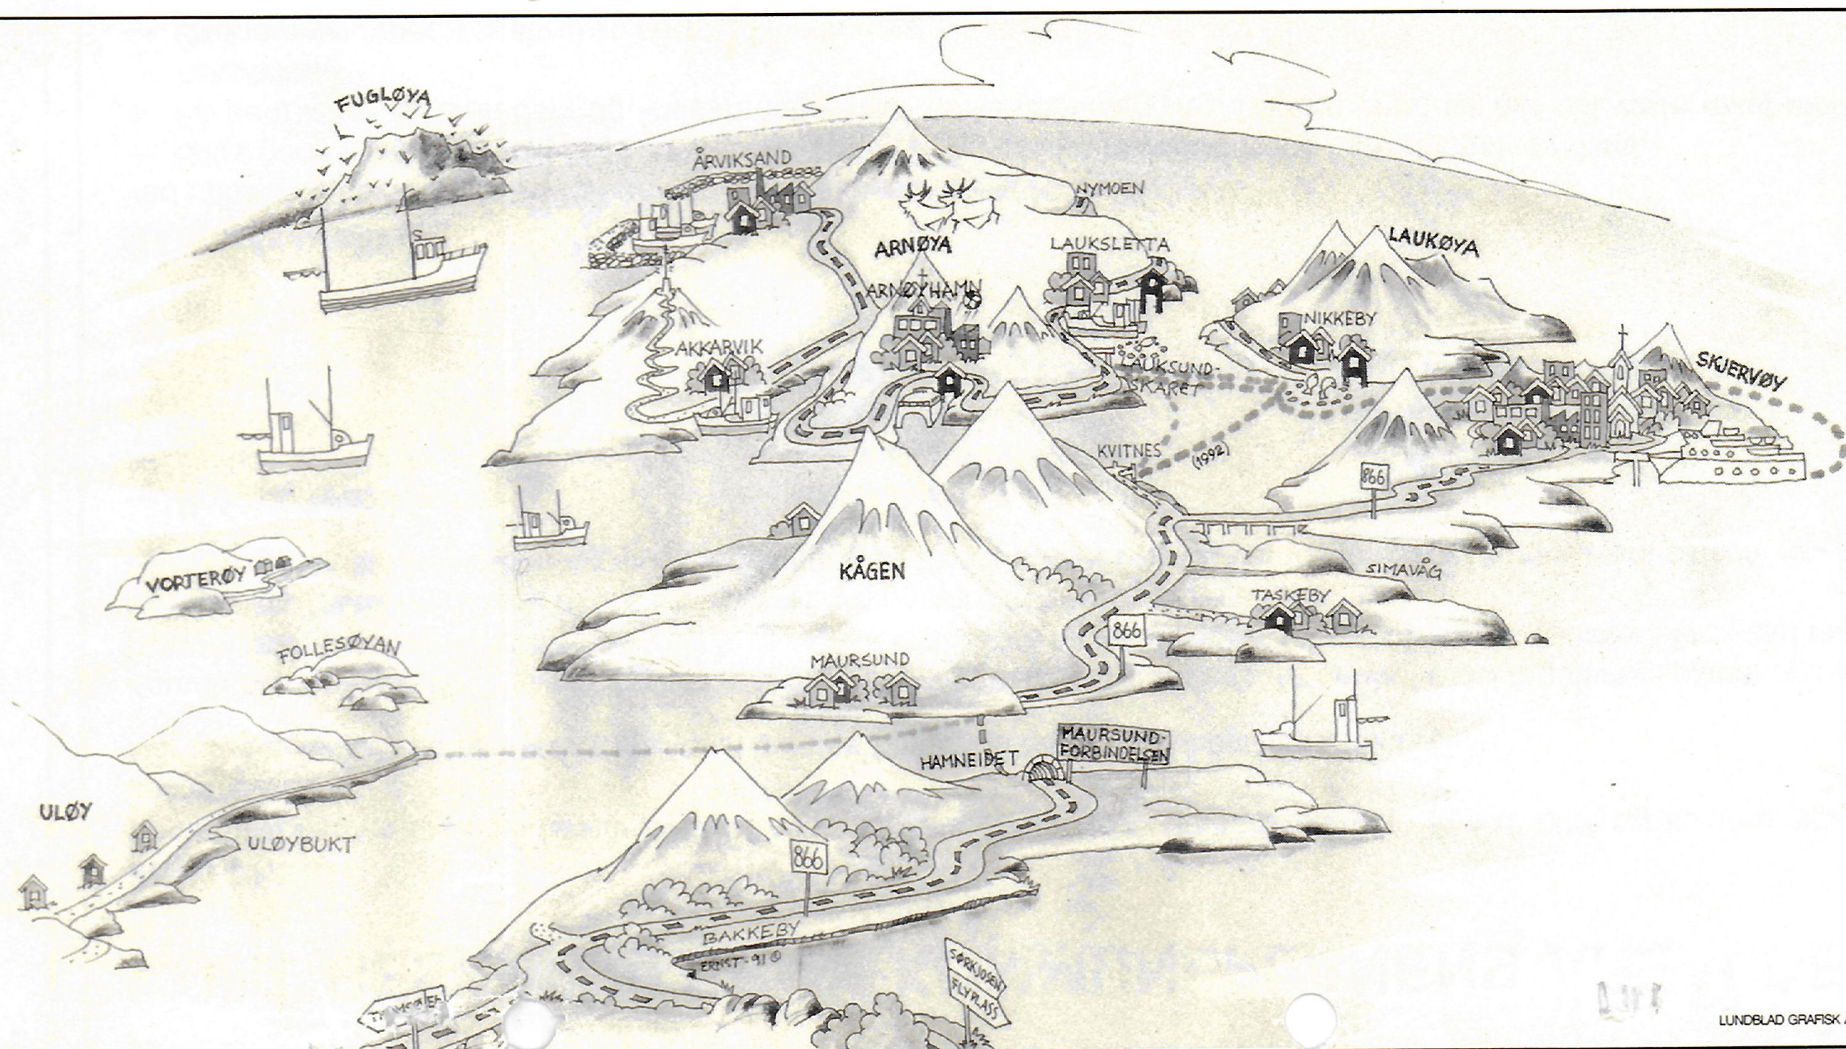 FUGLØYA
ÅRVIKSAND
NYMOEN
ARNØYA
LAUKSLETTA
LAUKØYA
ARNØYHAMN
NIKKEBY
AKKARVIK
LAUKSUND-
SKARET
SKJERVØY
KVITNES
(1992)
866
KÅGEN
SIMAVÅG
VORTERØY
TASKEBY
866
FOLLESØYAN
MAURSUND
MAURSUND-
FORBINDELSEN
HAMNEIDET
ULØY
ULØYBUKT
866
BAKKEBY
ERNST-91©
SØRKJOSEN
FLYPLASS
LUNDBLAD GRAFISK